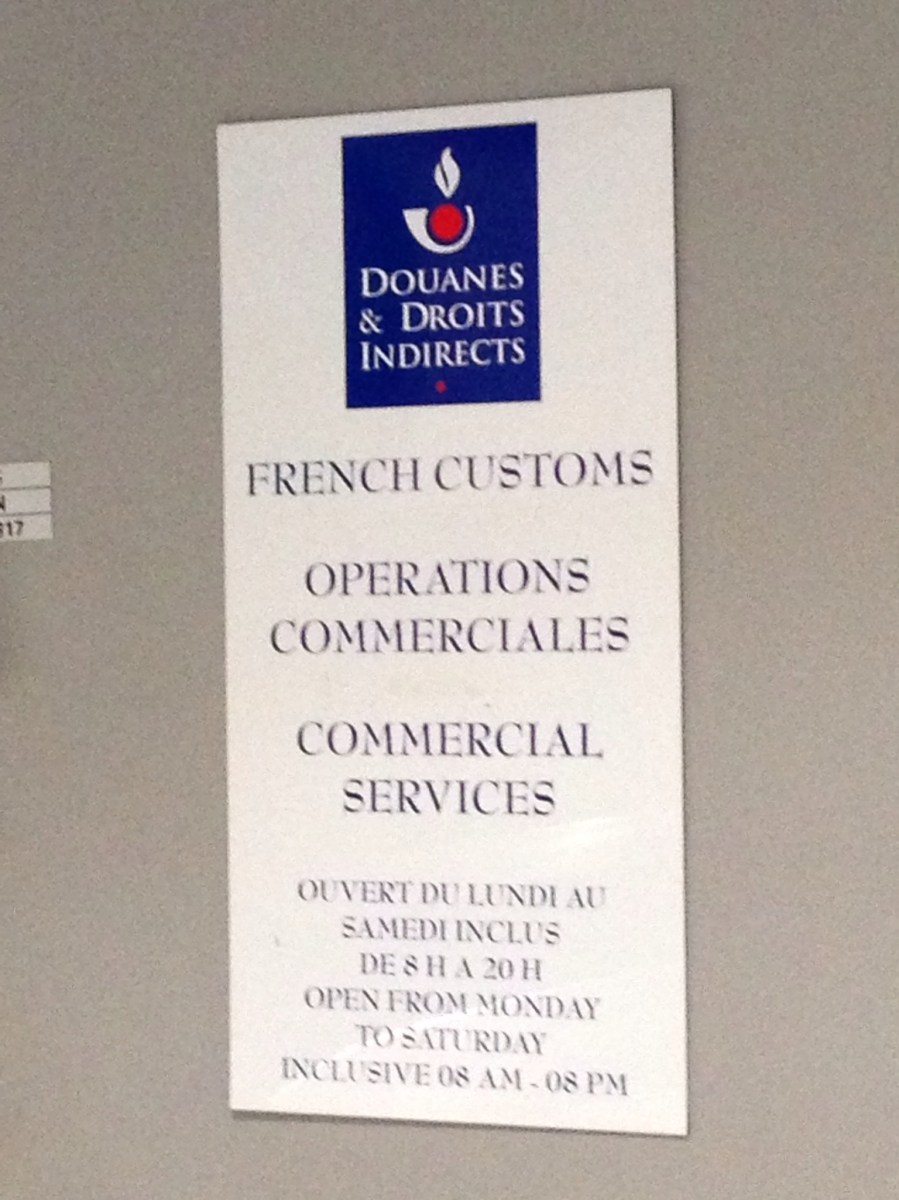 DOUANES
& DROITS
INDIRECTS
FRENCH CUSTOMS
OPERATIONS
COMMERCIALES
COMMERCIAL
SERVICES
OUVERT DU LUNDI AU
SAMEDI INCLUS
DE 8 H A 20 H
OPEN FROM MONDAY
TO SATURDAY
INCLUSIVE 08 AM - 08 PM